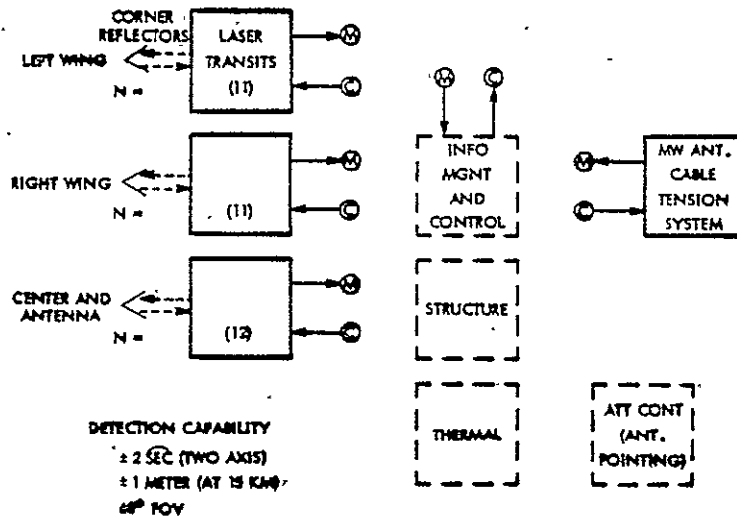 CORNER
REFLECTORS
LEFT WING
N =
LASER
TRANSITS
(11)
M
C
RIGHT WING
N =
(11)
M
C
CENTER AND
ANTENNA
N =
(12)
M
C
M
C
INFO
MGNT
AND
CONTROL
STRUCTURE
THERMAL
M
C
MW ANT.
CABLE
TENSION
SYSTEM
ATT CONT
(ANT.
POINTING)
DETECTION CAPABILITY
± 2 SEC (TWO AXIS)
± 1 METER (AT 15 KM)
FOV